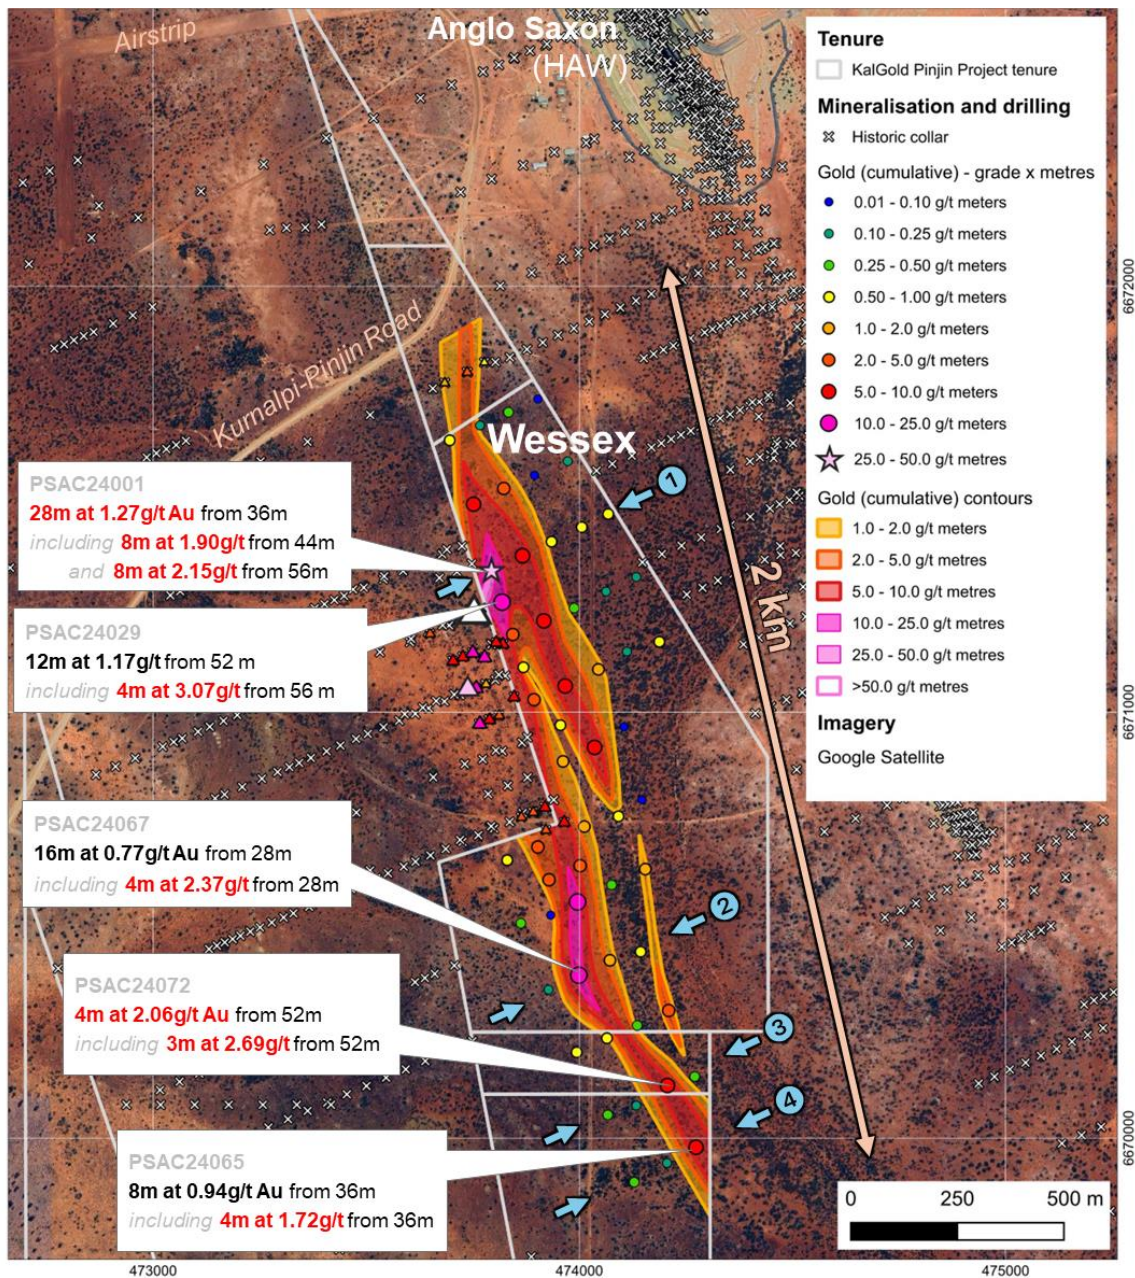 Airstrip
Anglo Saxon
(HAW)
Kurnalpi-Pinjin Road
Wessex
PSAC24001
28m at 1.27g/t Au from 36m
including 8m at 1.90g/t from 44m
and 8m at 2.15g/t from 56m
PSAC24029
12m at 1.17g/t from 52 m
including 4m at 3.07g/t from 56 m
PSAC24067
16m at 0.77g/t Au from 28m
including 4m at 2.37g/t from 28m
PSAC24072
4m at 2.06g/t Au from 52m
including 3m at 2.69g/t from 52m
PSAC24065
8m at 0.94g/t Au from 36m
including 4m at 1.72g/t from 36m
1
2
3
4
2 km
Tenure
KalGold Pinjin Project tenure
Mineralisation and drilling
Historic collar
Gold (cumulative) - grade x metres
0.01 - 0.10 g/t meters
0.10 - 0.25 g/t meters
0.25 - 0.50 g/t meters
0.50 - 1.00 g/t meters
1.0 - 2.0 g/t meters
2.0 - 5.0 g/t meters
5.0 - 10.0 g/t meters
10.0 - 25.0 g/t meters
25.0 - 50.0 g/t metres
Gold (cumulative) contours
1.0 - 2.0 g/t meters
2.0 - 5.0 g/t metres
5.0 - 10.0 g/t metres
10.0 - 25.0 g/t metres
25.0 - 50.0 g/t metres
>50.0 g/t metres
Imagery
Google Satellite
6672000
6671000
6670000
0 250 500 m
473000 474000 475000